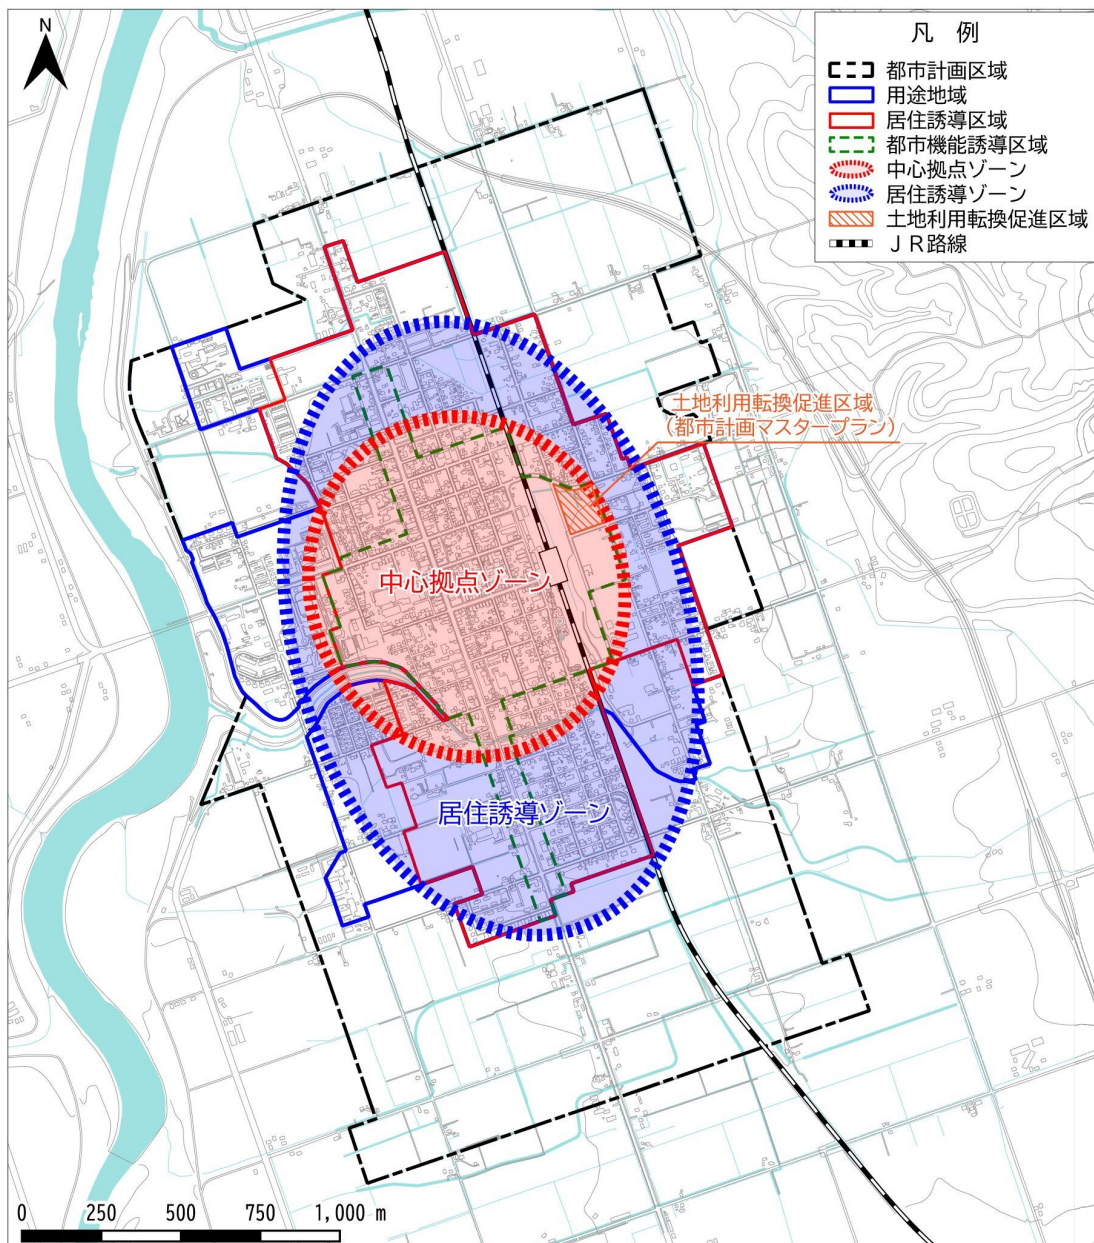 N
凡 例
都市計画区域
用途地域
居住誘導区域
都市機能誘導区域
中心拠点ゾーン
居住誘導ゾーン
土地利用転換促進区域
ＪＲ路線
土地利用転換促進区域
（都市計画マスタープラン）
中心拠点ゾーン
居住誘導ゾーン
0 250 500 750 1,000 m